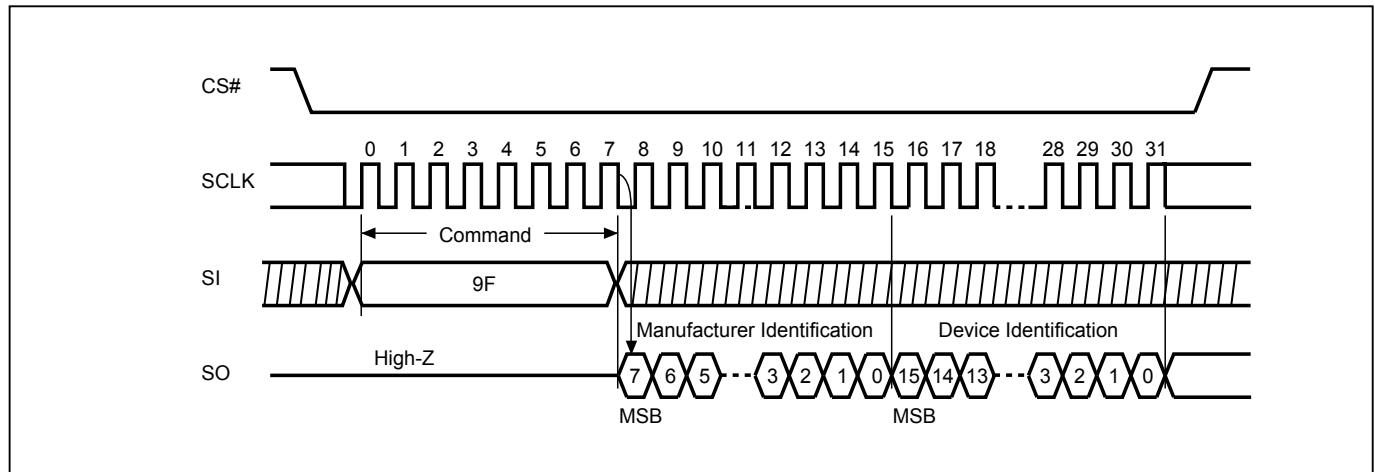 CS#
0 1 2 3 4 5 6 7 8 9 10 11 12 13 14 15 16 17 18 28 29 30 31
SCLK
Command
SI
9F
Manufacturer Identification Device Identification
High-Z
SO
7 6 5 3 2 1 0 15 14 13 3 2 1 0
MSB MSB